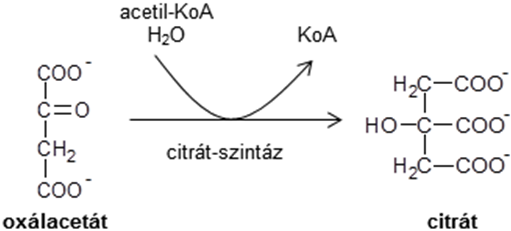 acetil-KoA
H₂O
KoA
COO⁻
C=O
CH₂
COO⁻
oxálacetát
citrát-szintáz
H₂C–COO⁻
HO–C–COO⁻
H₂C–COO⁻
citrát